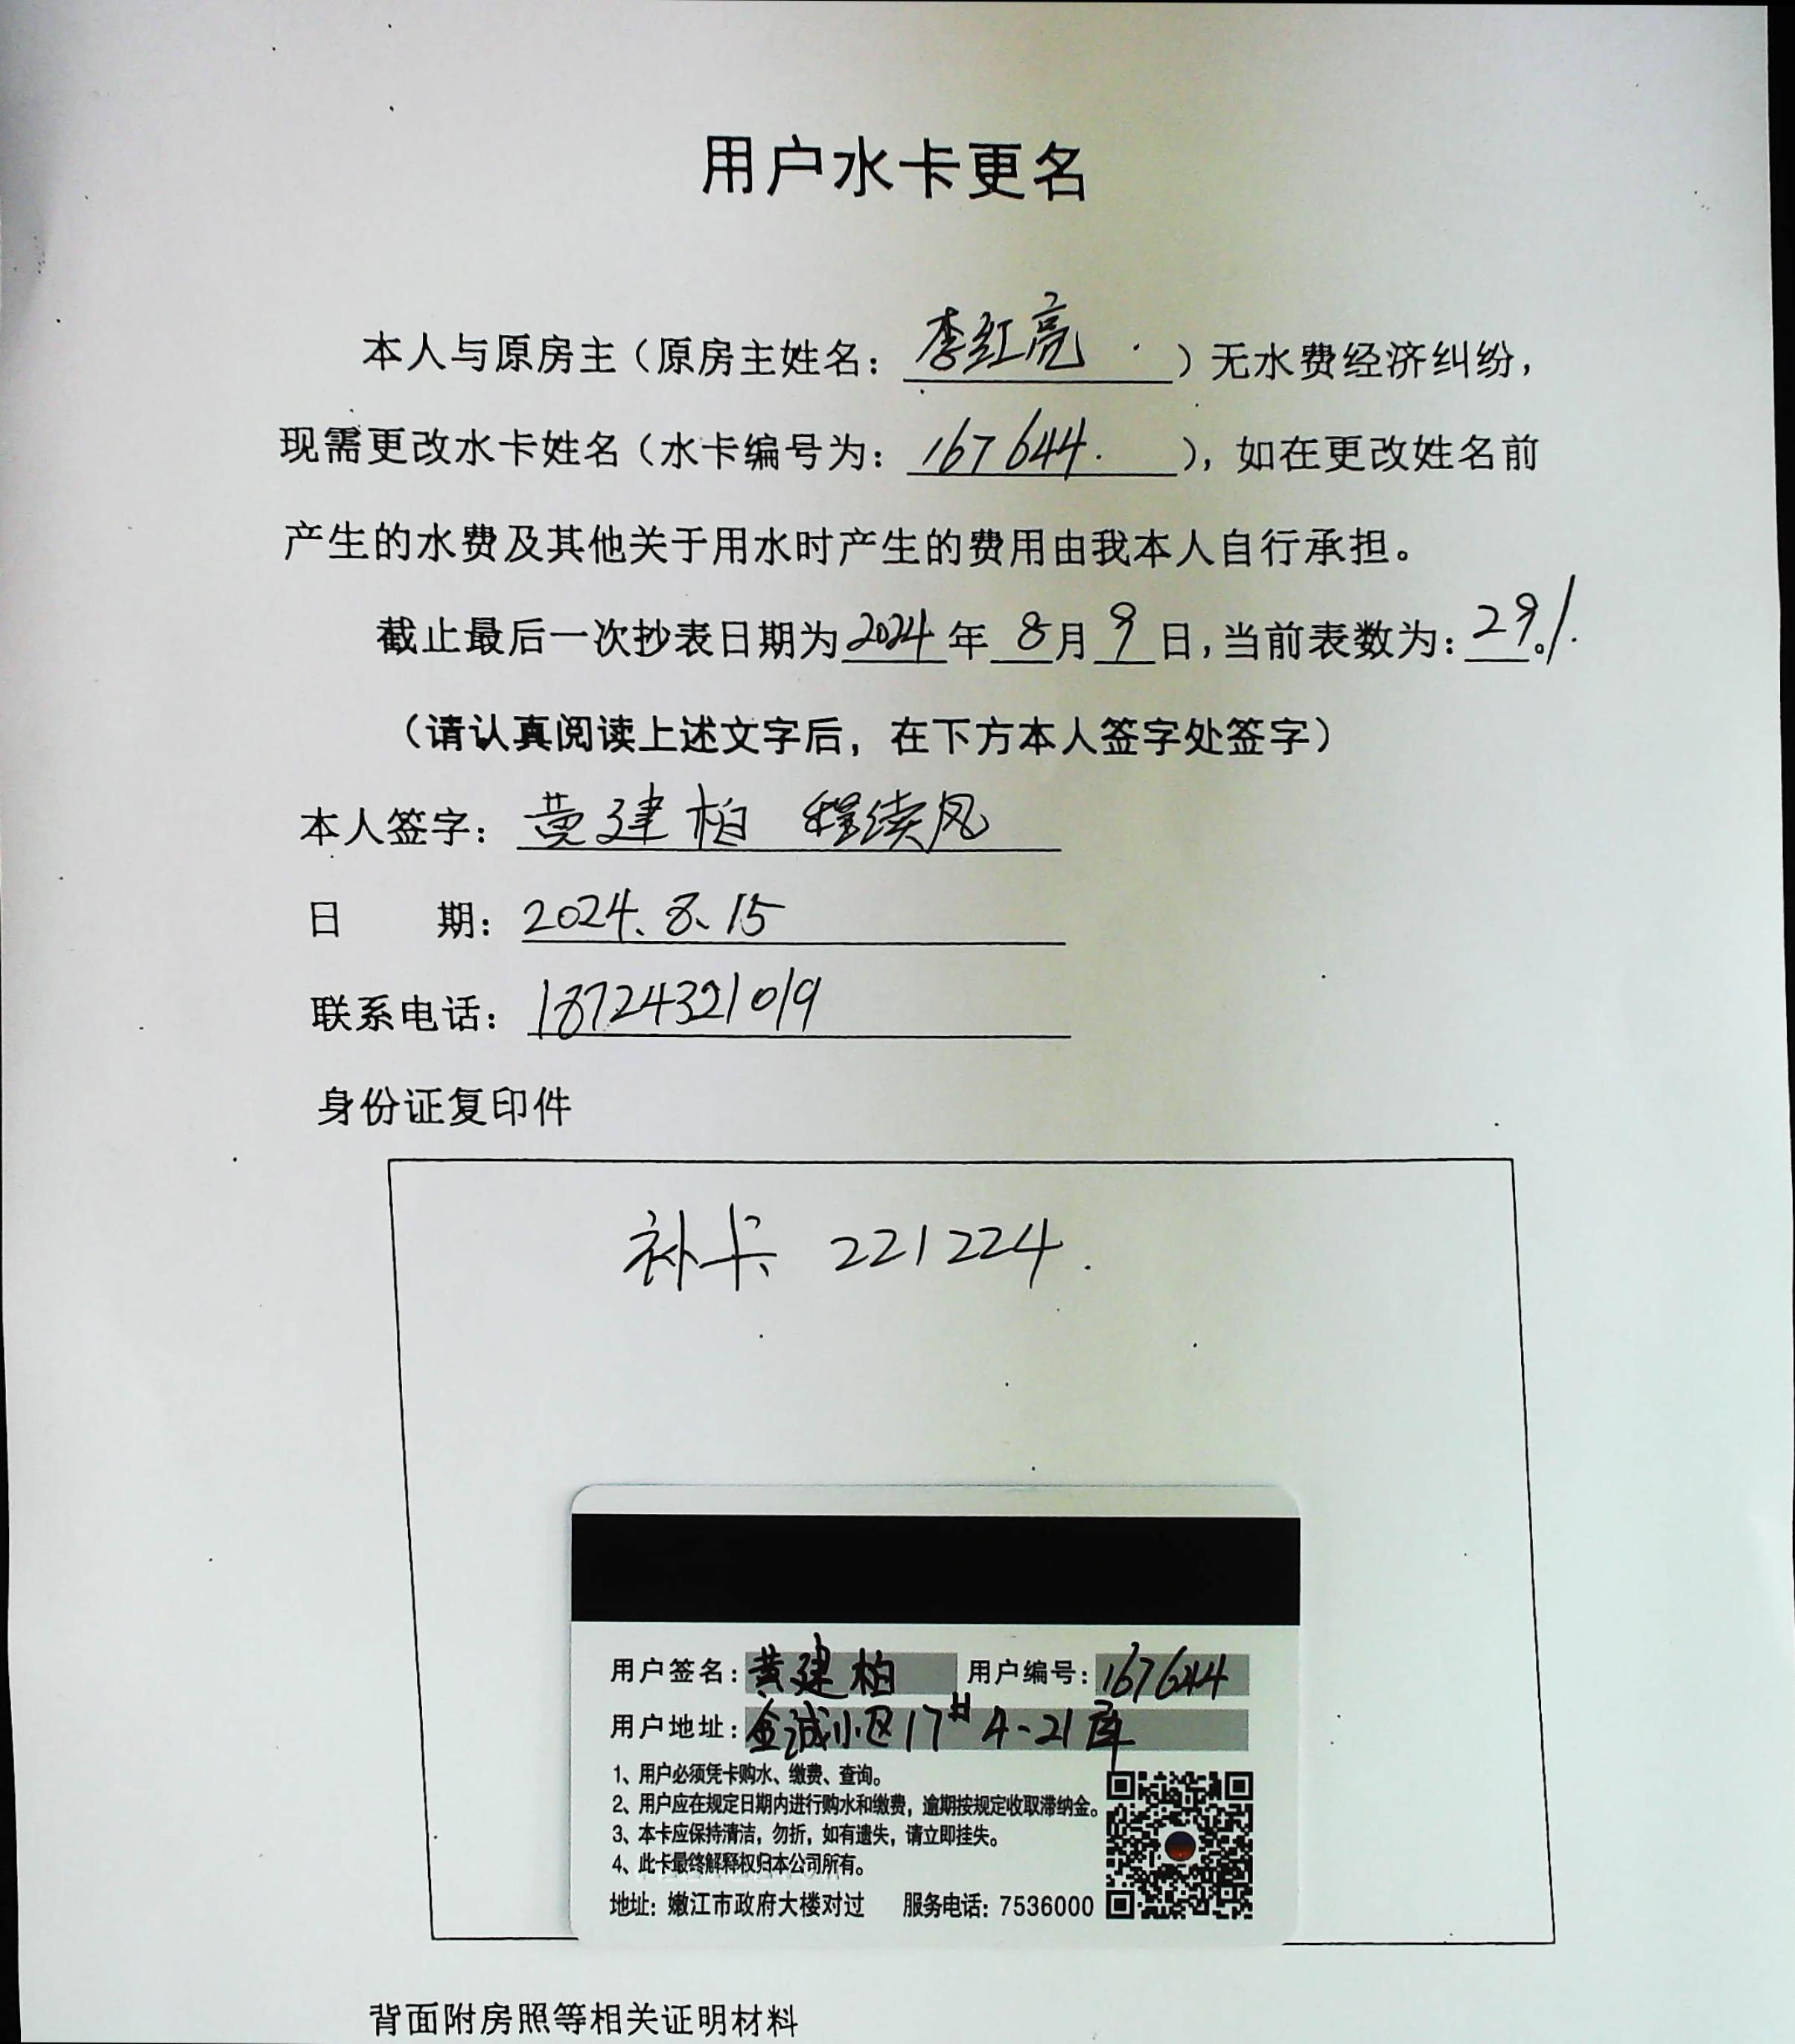 用户水卡更名
本人与原房主（原房主姓名：李红亮）无水费经济纠纷，
现需更改水卡姓名（水卡编号为：167644.），如在更改姓名前
产生的水费及其他关于用水时产生的费用由我本人自行承担。
截止最后一次抄表日期为2024年8月9日，当前表数为：29。
（请认真阅读上述文字后，在下方本人签字处签字）
本人签字：黄建柏 程续凤
日 期：2024、8、15
联系电话：18724321019
身份证复印件
补卡 221224.
用户签名：黄建柏 用户编号：167644
用户地址：金诚小区17# 4-21库
1、用户必须凭卡购水、缴费、查询。
2、用户应在规定日期内进行购水和缴费，逾期按规定收取滞纳金。
3、本卡应保持清洁，勿折，如有遗失，请立即挂失。
4、此卡最终解释权归本公司所有。
地址：嫩江市政府大楼对过 服务电话：7536000
背面附房照等相关证明材料